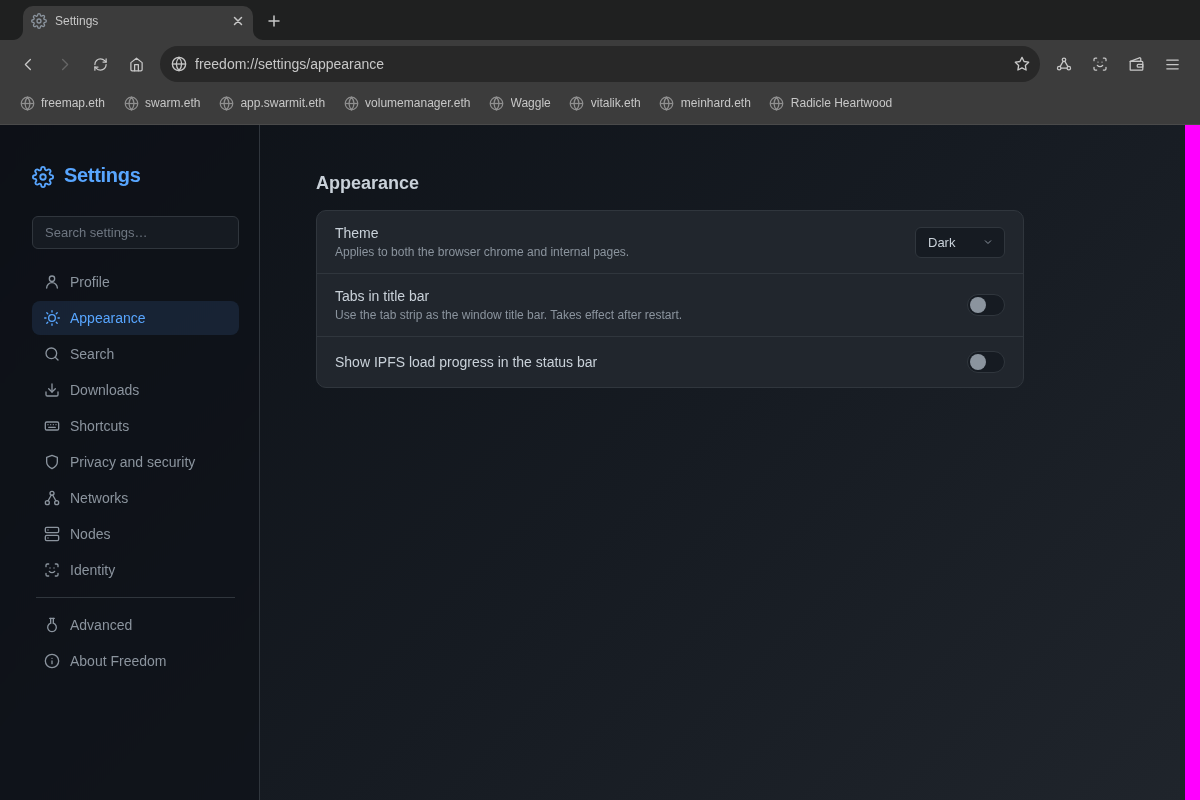 Settings
freedom://settings/appearance
freemap.eth swarm.eth app.swarmit.eth volumemanager.eth Waggle vitalik.eth meinhard.eth Radicle Heartwood
Settings
Search settings…
Profile
Appearance
Search
Downloads
Shortcuts
Privacy and security
Networks
Nodes
Identity
Advanced
About Freedom
Appearance
Theme
Applies to both the browser chrome and internal pages.
Dark
Tabs in title bar
Use the tab strip as the window title bar. Takes effect after restart.
Show IPFS load progress in the status bar